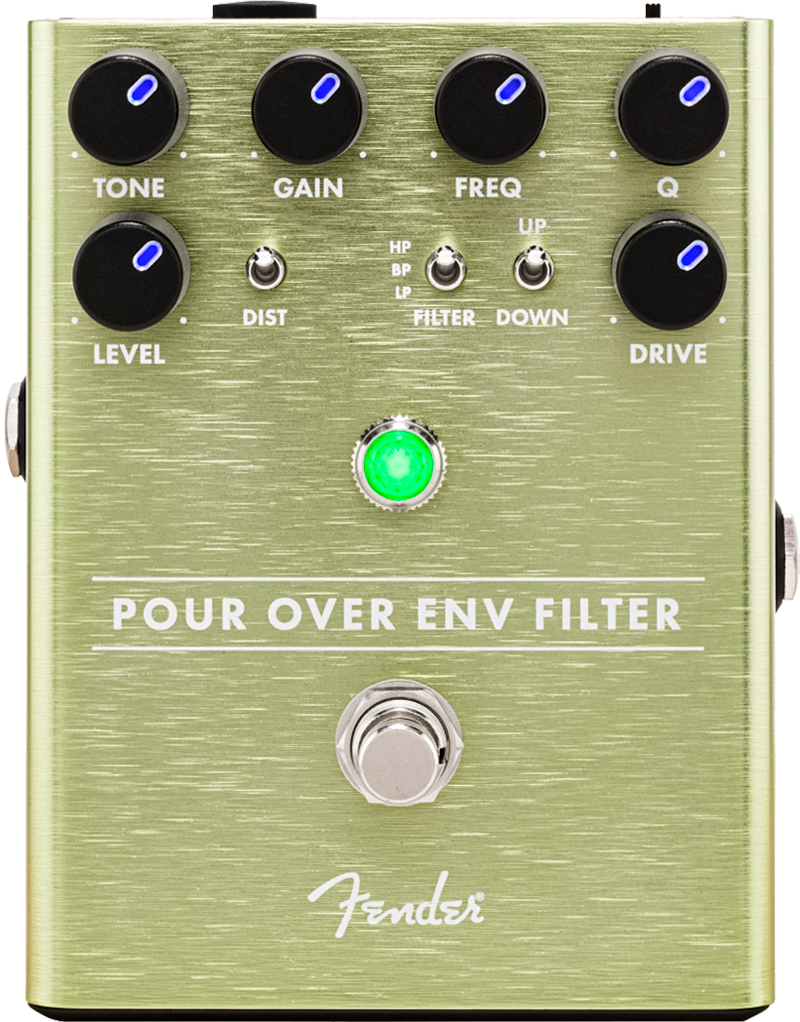 TONE GAIN FREQ Q
UP
HP
BP
LP
DIST FILTER DOWN
LEVEL DRIVE
POUR OVER ENV FILTER
Fender®